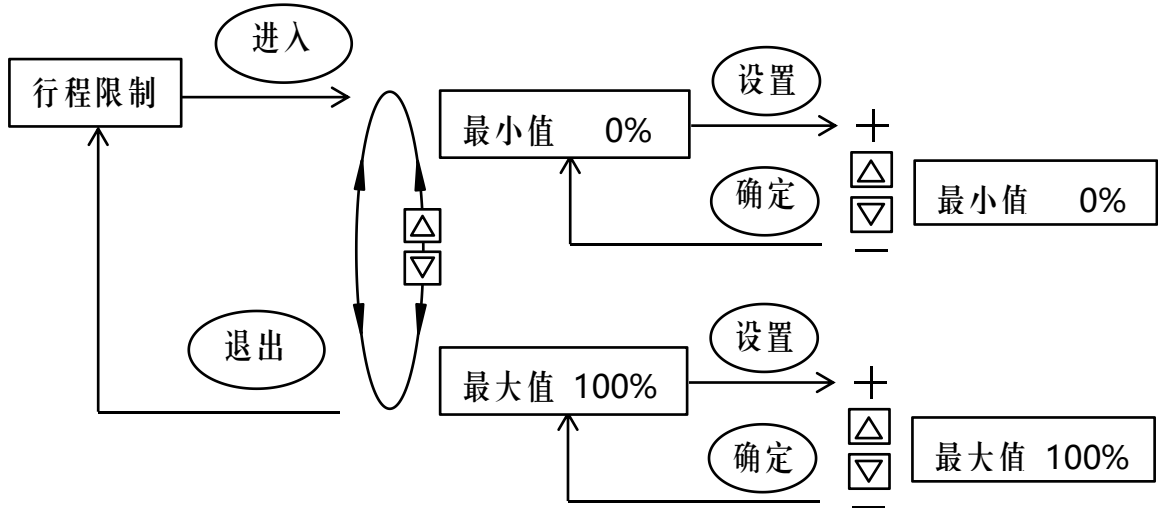 进入
行程限制
设置
最小值 0%
+
确定
最小值 0%
−
退出
设置
最大值 100%
+
确定
最大值 100%
−